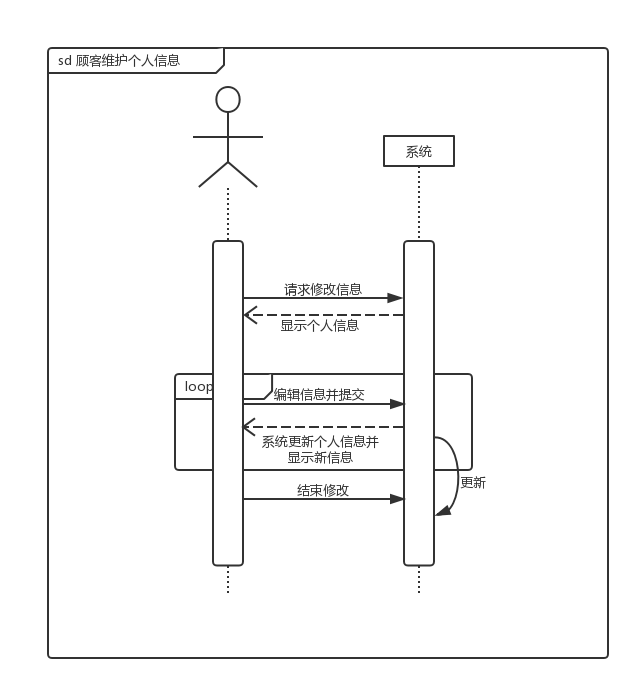 sd 顾客维护个人信息
系统
请求修改信息
显示个人信息
loop
编辑信息并提交
系统更新个人信息并
显示新信息
更新
结束修改